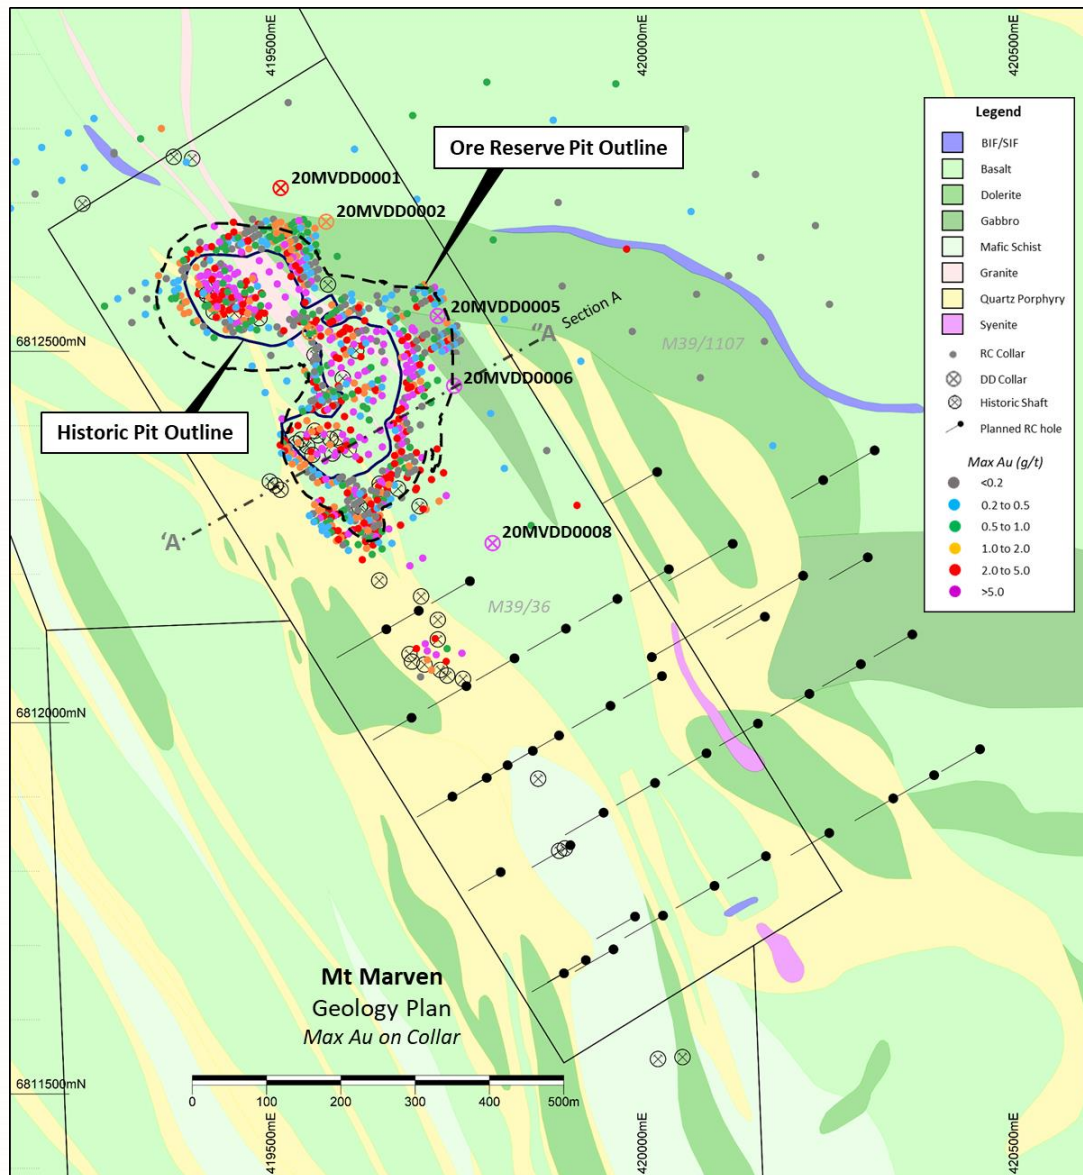 419500mE
420000mE
420500mE
Ore Reserve Pit Outline
20MVDD0001
20MVDD0002
20MVDD0005
‘’A
Section A
M39/1107
6812500mN
20MVDD0006
Historic Pit Outline
‘A
20MVDD0008
M39/36
6812000mN
Legend
BIF/SIF
Basalt
Dolerite
Gabbro
Mafic Schist
Granite
Quartz Porphyry
Syenite
RC Collar
DD Collar
Historic Shaft
Planned RC hole
Max Au (g/t)
<0.2
0.2 to 0.5
0.5 to 1.0
1.0 to 2.0
2.0 to 5.0
>5.0
Mt Marven
Geology Plan
Max Au on Collar
6811500mN
0 100 200 300 400 500m
419500mE
420000mE
420500mE